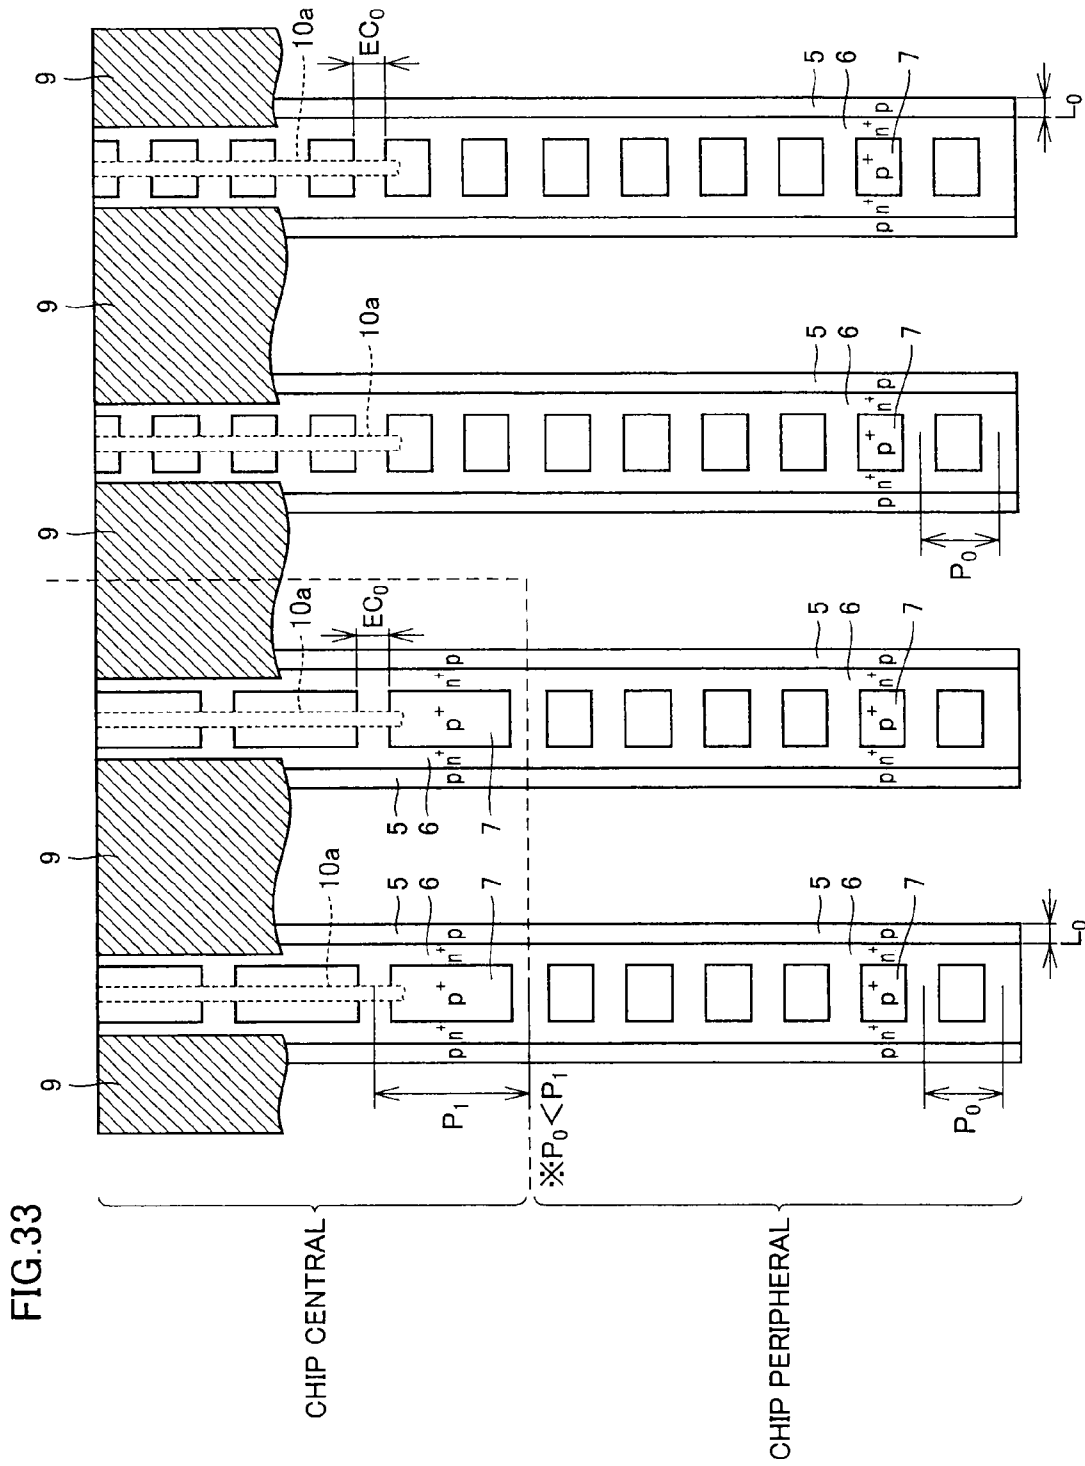 FIG.33
CHIP CENTRAL
CHIP PERIPHERAL
9
9
9
9
9
10a
10a
10a
10a
EC₀
EC₀
P₁
※P₀<P₁
5
6
7
p n⁺ p⁺ n⁺ p
5
6
7
p n⁺ p⁺ n⁺ p
5
6
7
p n⁺ p⁺ n⁺ p
5
6
7
p n⁺ p⁺ n⁺ p
5
6
7
p n⁺ p⁺ n⁺ p
5
6
7
p n⁺ p⁺ n⁺ p
P₀
P₀
L₀
L₀